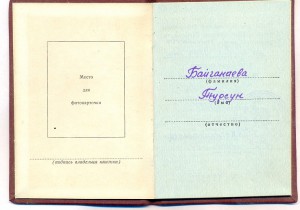 Место
для
фотокарточки
(подпись владельца книжки)
Байганаева
(фамилия)
Турсун
(имя)
(отчество)